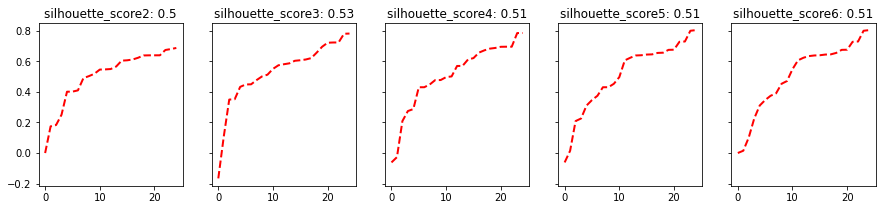 silhouette_score2: 0.5
silhouette_score3: 0.53
silhouette_score4: 0.51
silhouette_score5: 0.51
silhouette_score6: 0.51
0.8
0.6
0.4
0.2
0.0
−0.2
0 10 20
0 10 20
0 10 20
0 10 20
0 10 20